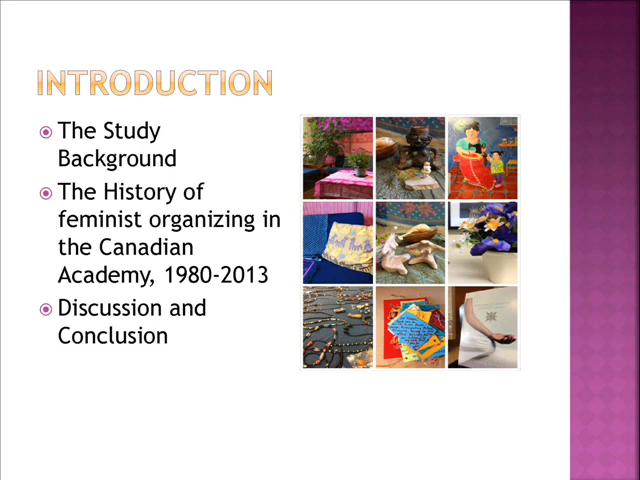 INTRODUCTION
The Study
Background
The History of
feminist organizing in
the Canadian
Academy, 1980-2013
Discussion and
Conclusion